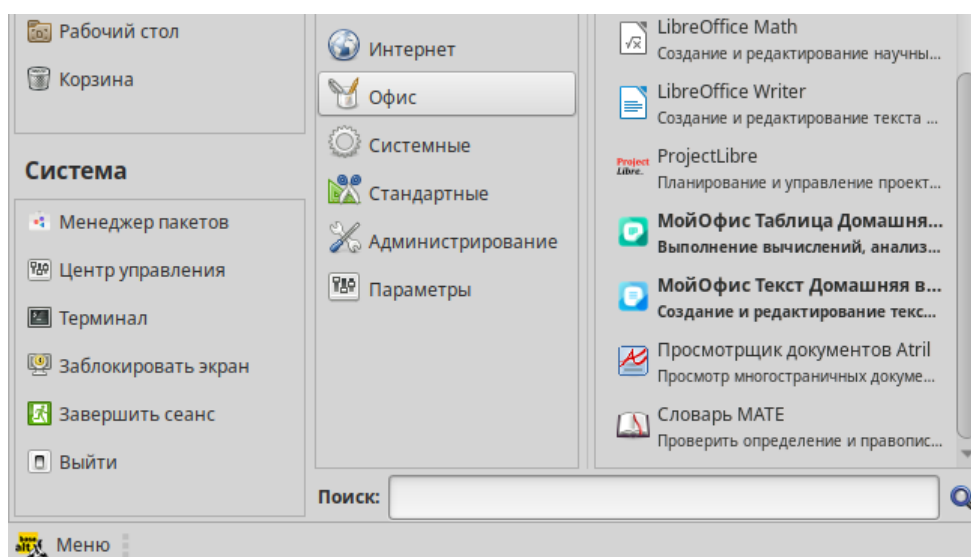 Рабочий стол
Корзина
Система
Менеджер пакетов
Центр управления
Терминал
Заблокировать экран
Завершить сеанс
Выйти
Интернет
Офис
Системные
Стандартные
Администрирование
Параметры
LibreOffice Math
Создание и редактирование научны...
LibreOffice Writer
Создание и редактирование текста ...
Project
Libre.
ProjectLibre
Планирование и управление проект...
МойОфис Таблица Домашня...
Выполнение вычислений, анализ...
МойОфис Текст Домашняя в...
Создание и редактирование текс...
Просмотрщик документов Atril
Просмотр многостраничных докуме...
Словарь MATE
Проверить определение и правопис...
Поиск:
base
alt
Меню